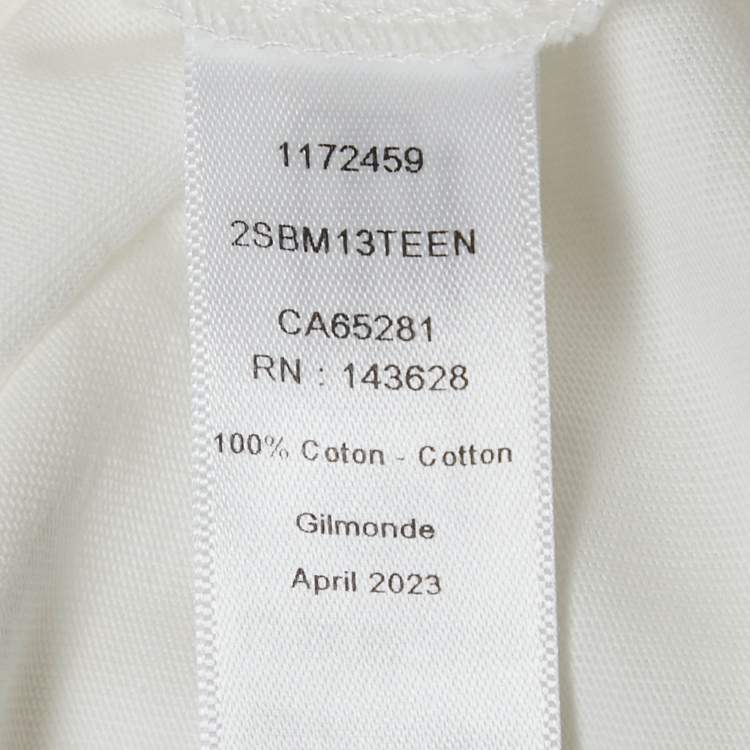 1172459
2SBM13TEEN
CA65281
RN : 143628
100% Coton - Cotton
Gilmonde
April 2023